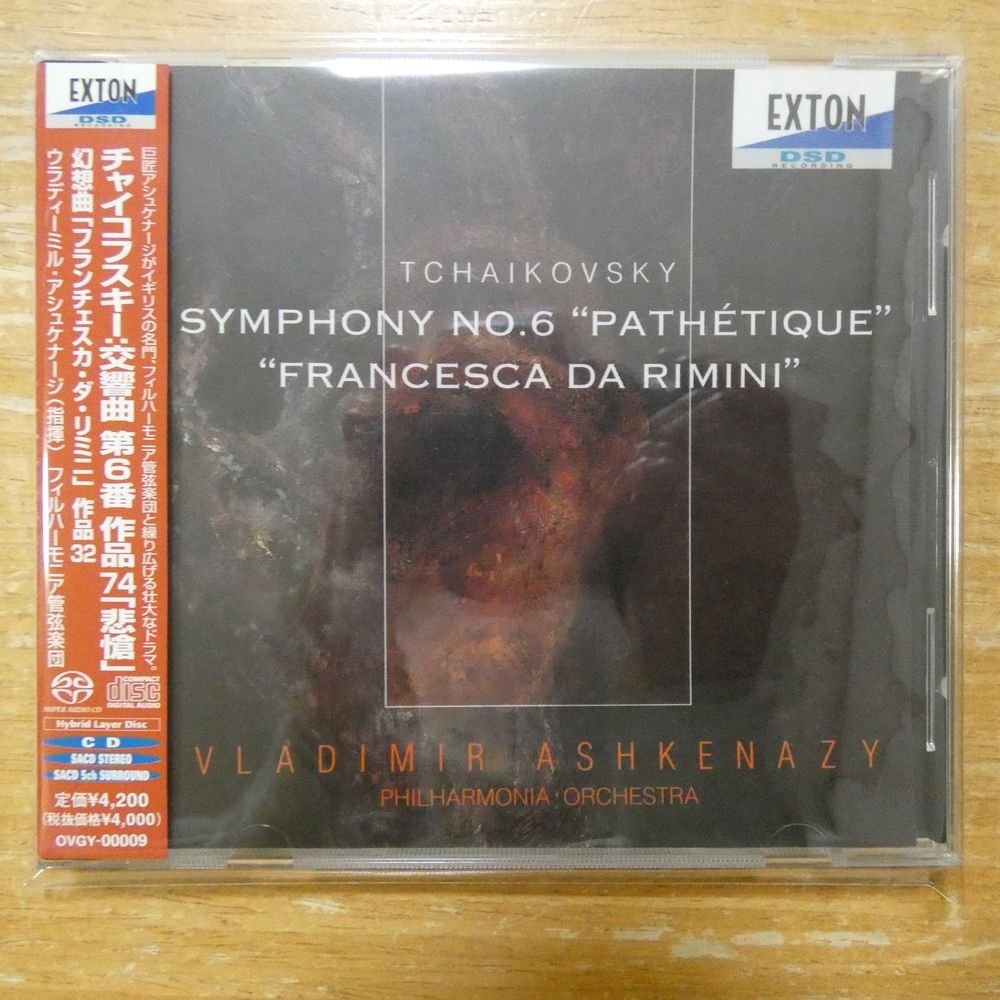 EXTON
DSD
RECORDING
巨匠アシュケナージがイギリスの名門、フィルハーモニア管弦楽団と繰り広げる壮大なドラマ。
チャイコフスキー:交響曲 第6番 作品74「悲愴」
幻想曲「フランチェスカ・ダ・リミニ」 作品32
ウラディーミル・アシュケナージ(指揮) フィルハーモニア管弦楽団
SUPER AUDIO CD
COMPACT
disc
DIGITAL AUDIO
Hybrid Layer Disc
CD
SACD STEREO
SACD 5ch SURROUND
定価¥4,200
(税抜価格¥4,000)
OVGY-00009
EXTON
DSD
RECORDING
TCHAIKOVSKY
SYMPHONY NO.6 “PATHÉTIQUE”
“FRANCESCA DA RIMINI”
VLADIMIR ASHKENAZY
PHILHARMONIA ORCHESTRA